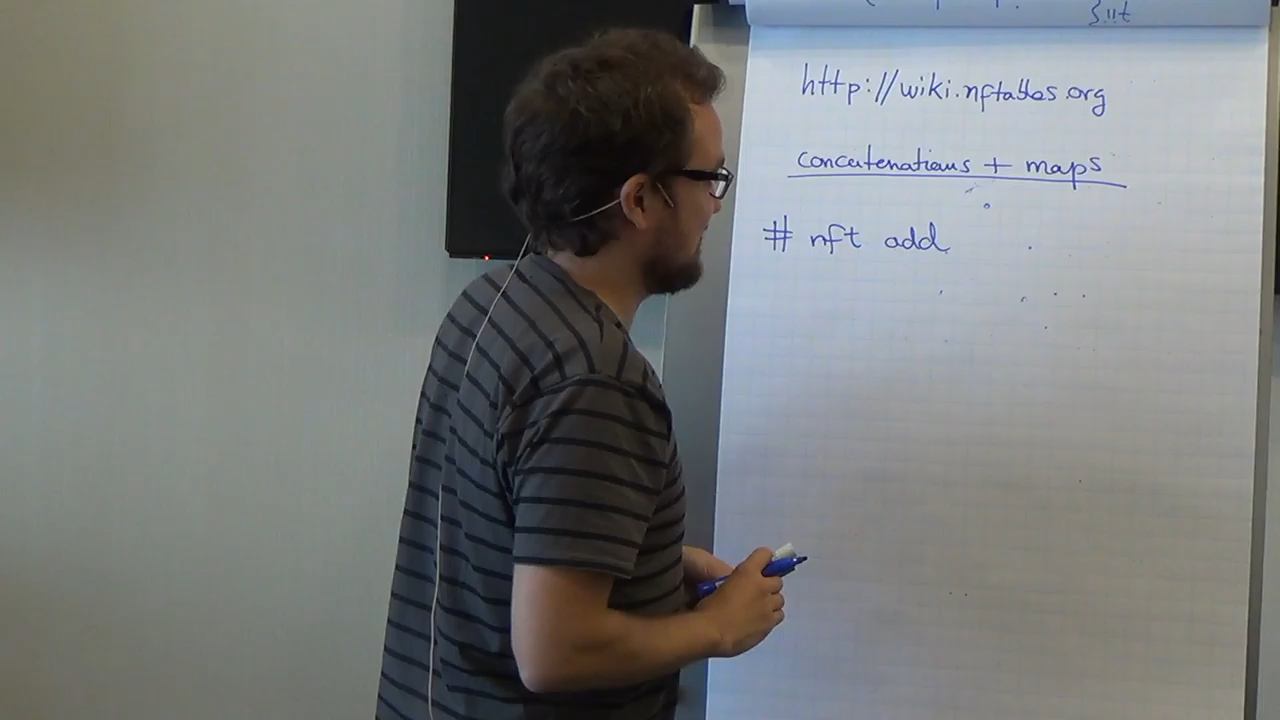 http://wiki.nftables.org
concatenations + maps
# nft add